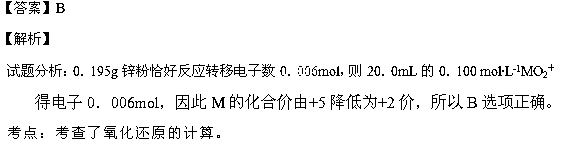 【答案】B
【解析】
试题分析：0．195g 锌粉恰好反应转移电子数 0．006mol，则 20．0mL 的 0．100 mol·L⁻¹MO₂⁺
得电子 0．006mol，因此 M 的化合价由+5 降低为+2 价，所以 B 选项正确。
考点：考查了氧化还原的计算。